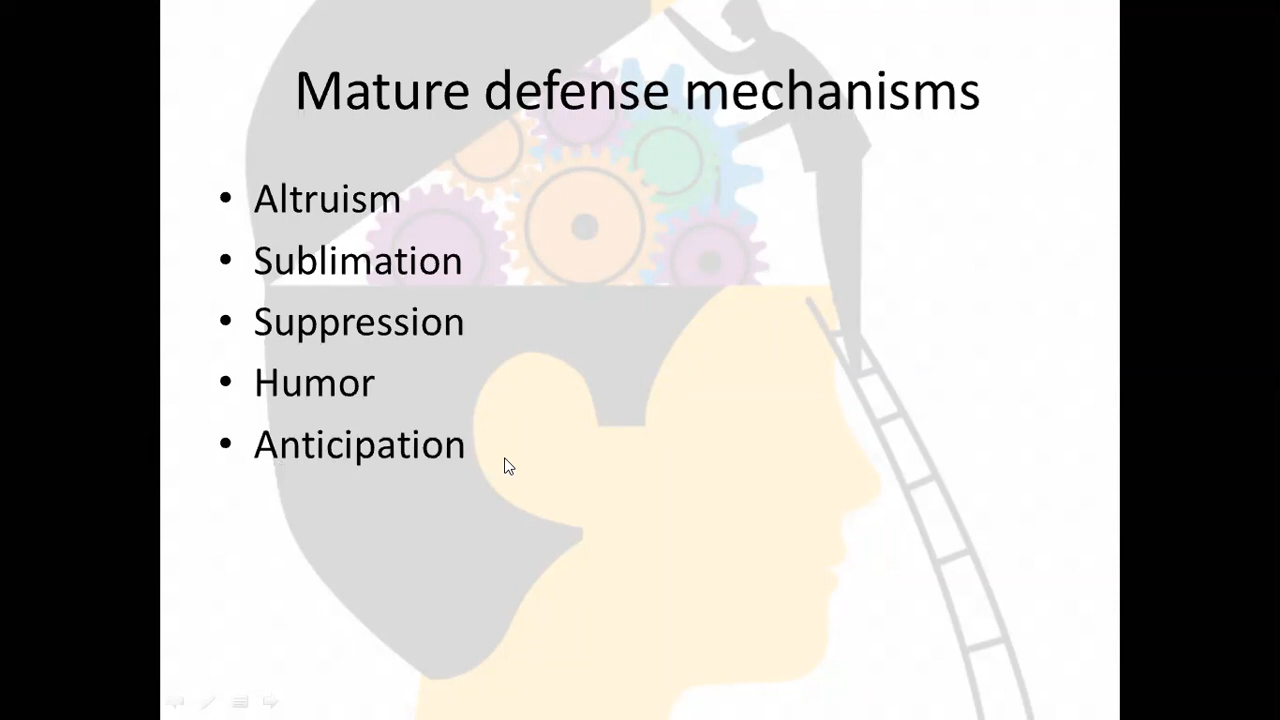 Mature defense mechanisms
• Altruism
• Sublimation
• Suppression
• Humor
• Anticipation